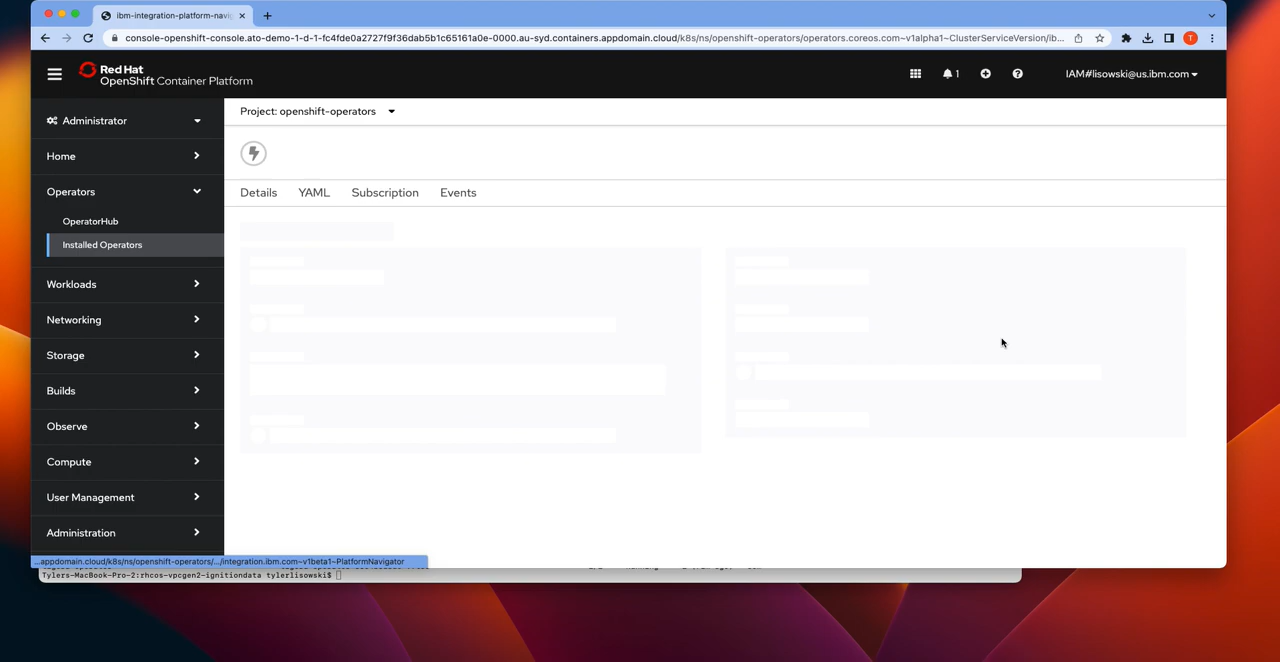 ibm-integration-platform-navi
console-openshift-console.ato-demo-1-d-1-fc4fde0a2727f9f36dab5b1c65161a0e-0000.au-syd.containers.appdomain.cloud/k8s/ns/openshift-operators/operators.coreos.com~v1alpha1~ClusterServiceVersion/ib...
T
Red Hat
OpenShift Container Platform
1
IAM#lisowski@us.ibm.com
Administrator
Project: openshift-operators
Home
Operators
Details YAML Subscription Events
OperatorHub
Installed Operators
Workloads
Networking
Storage
Builds
Observe
Compute
User Management
Administration
...appdomain.cloud/k8s/ns/openshift-operators/.../integration.ibm.com~v1beta1~PlatformNavigator
Tylers-MacBook-Pro-2:rhcos-vpcgen2-ignitiondata tylerlisowski$